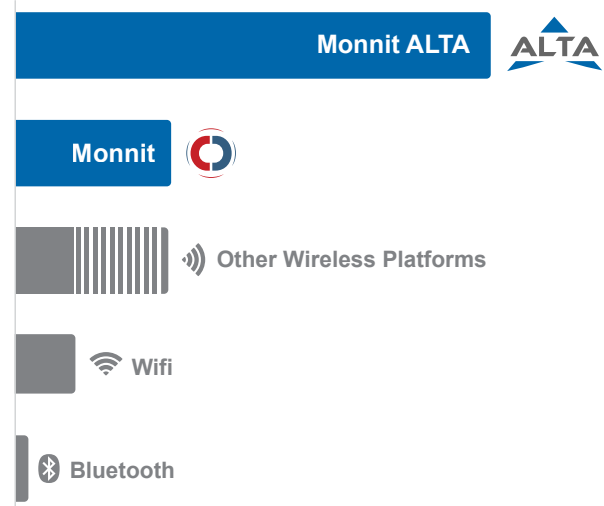 Monnit ALTA
ALTA
Monnit
Other Wireless Platforms
Wifi
Bluetooth